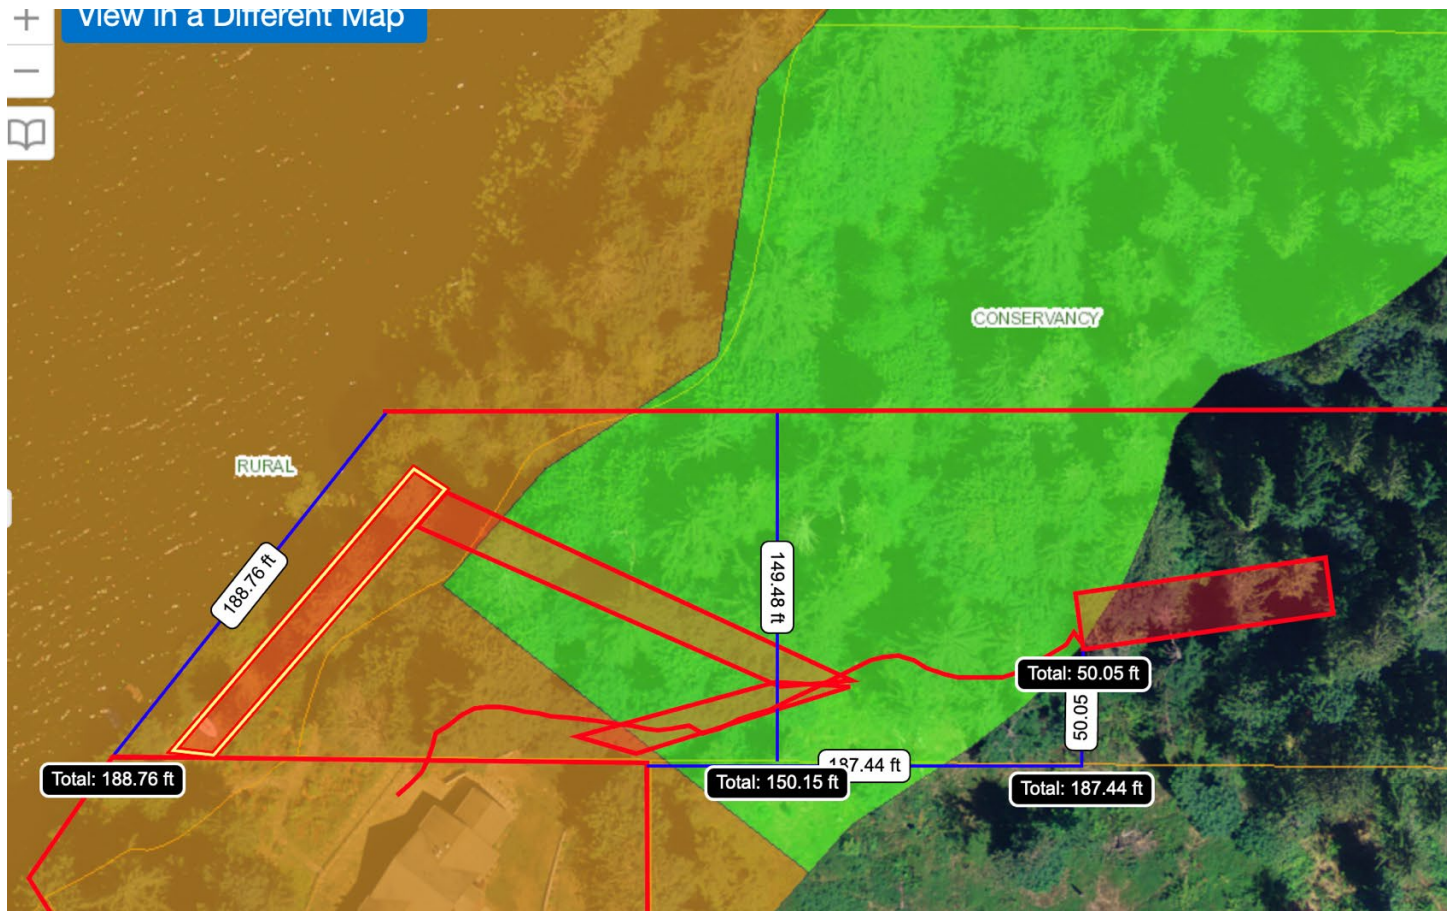 View in a Different Map
CONSERVANCY
RURAL
188.76 ft
149.48 ft
Total: 50.05 ft
50.05
187.44 ft
Total: 188.76 ft
Total: 150.15 ft
Total: 187.44 ft